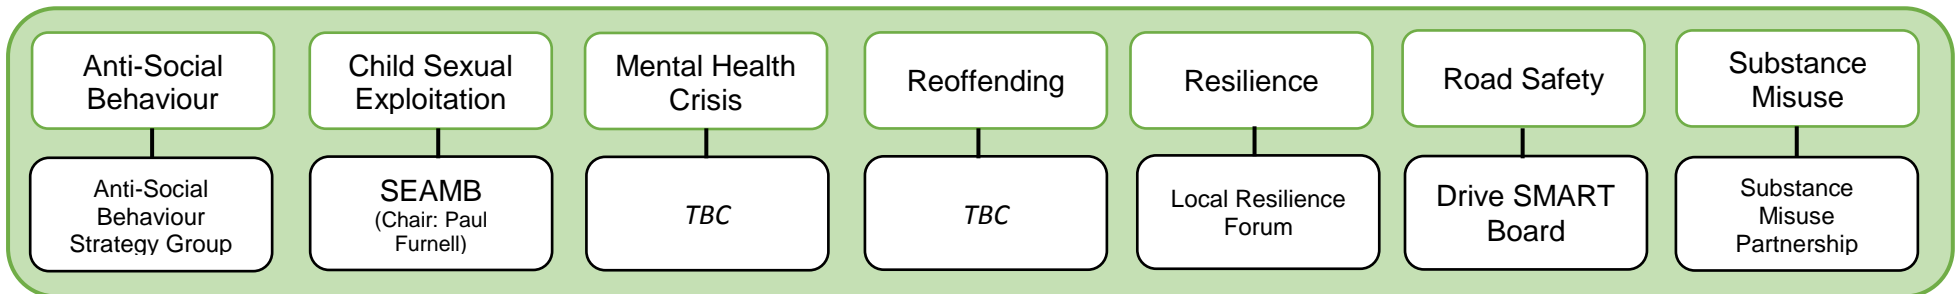 Anti-Social
Behaviour
Child Sexual
Exploitation
Mental Health
Crisis
Reoffending
Resilience
Road Safety
Substance
Misuse
Anti-Social
Behaviour
Strategy Group
SEAMB
(Chair: Paul
Furnell)
TBC
TBC
Local Resilience
Forum
Drive SMART
Board
Substance
Misuse
Partnership